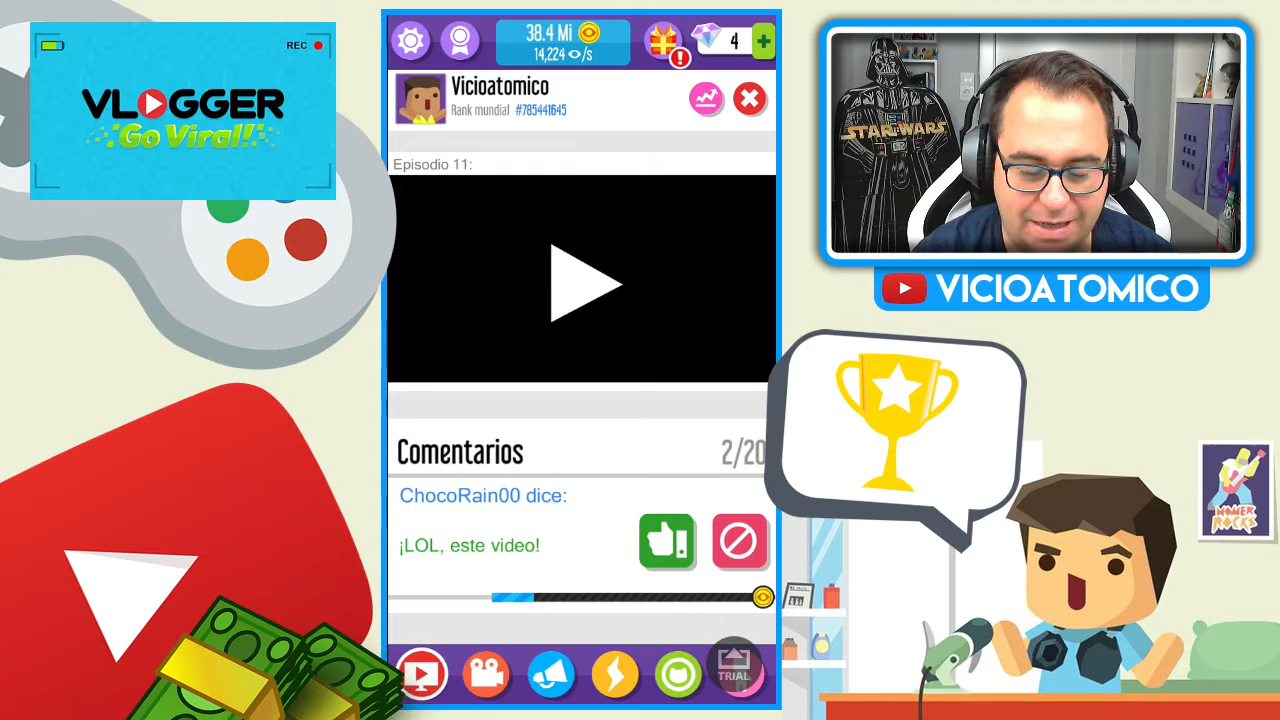 REC
VLOGGER
Go Viral!
38.4 Mi
14,224 /s
4
Vicioatomico
Rank mundial #785441645
Episodio 11:
STAR WARS
VICIOATOMICO
Comentarios 2/20
ChocoRain00 dice:
¡LOL, este video!
TRIAL
HOMER
ROCKS